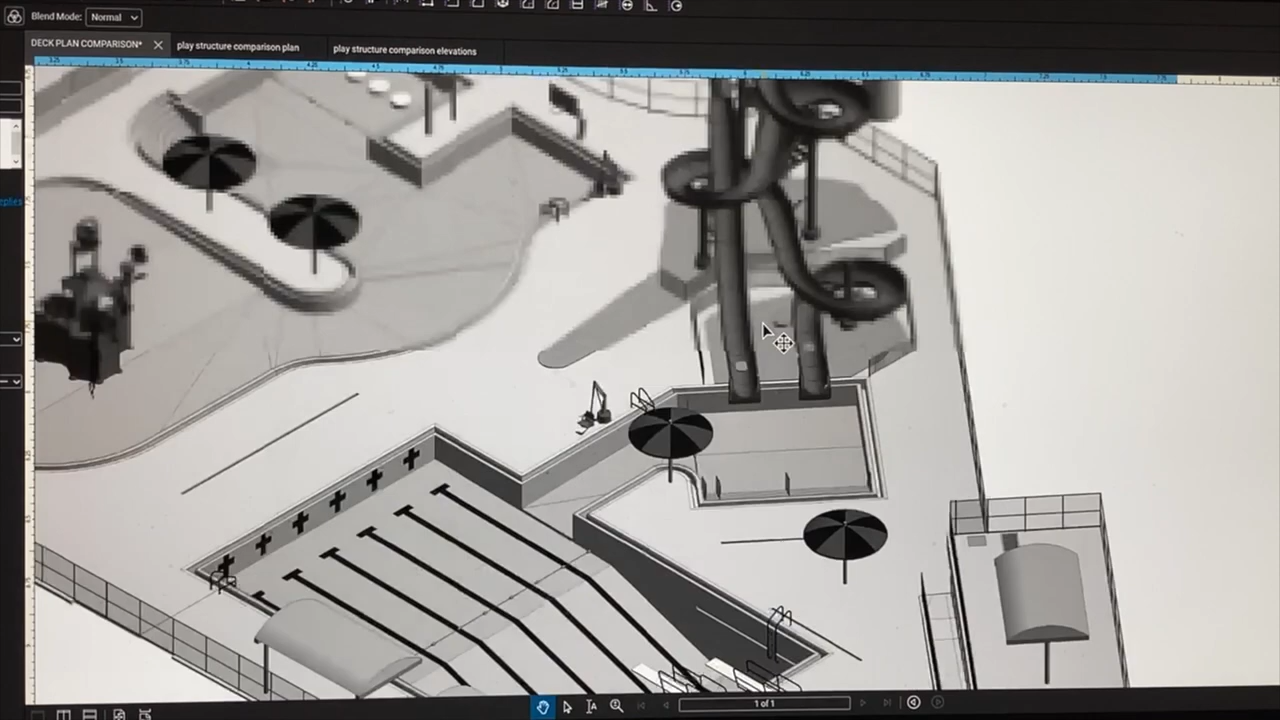 Blend Mode: Normal
DECK PLAN COMPARISON* play structure comparison plan play structure comparison elevations
1 of 1